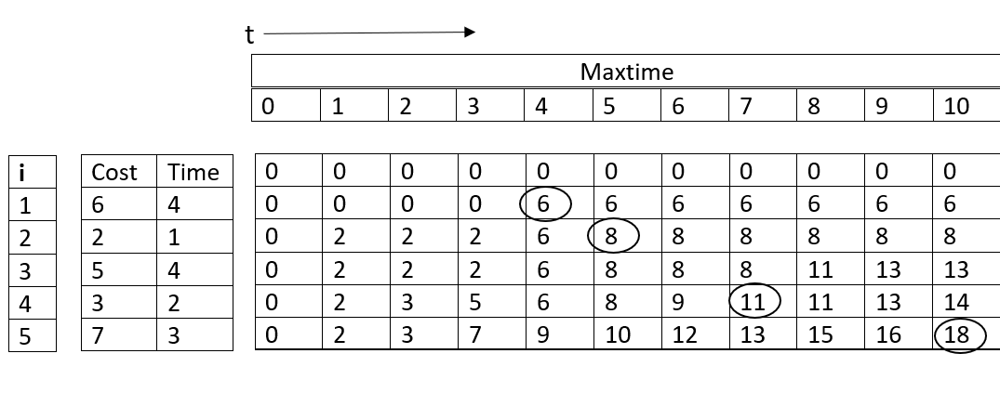 t
Maxtime
0 1 2 3 4 5 6 7 8 9 10
i Cost Time 0 0 0 0 0 0 0 0 0 0 0
1 6 4 0 0 0 0 6 6 6 6 6 6 6
2 2 1 0 2 2 2 6 8 8 8 8 8 8
3 5 4 0 2 2 2 6 8 8 8 11 13 13
4 3 2 0 2 3 5 6 8 9 11 11 13 14
5 7 3 0 2 3 7 9 10 12 13 15 16 18